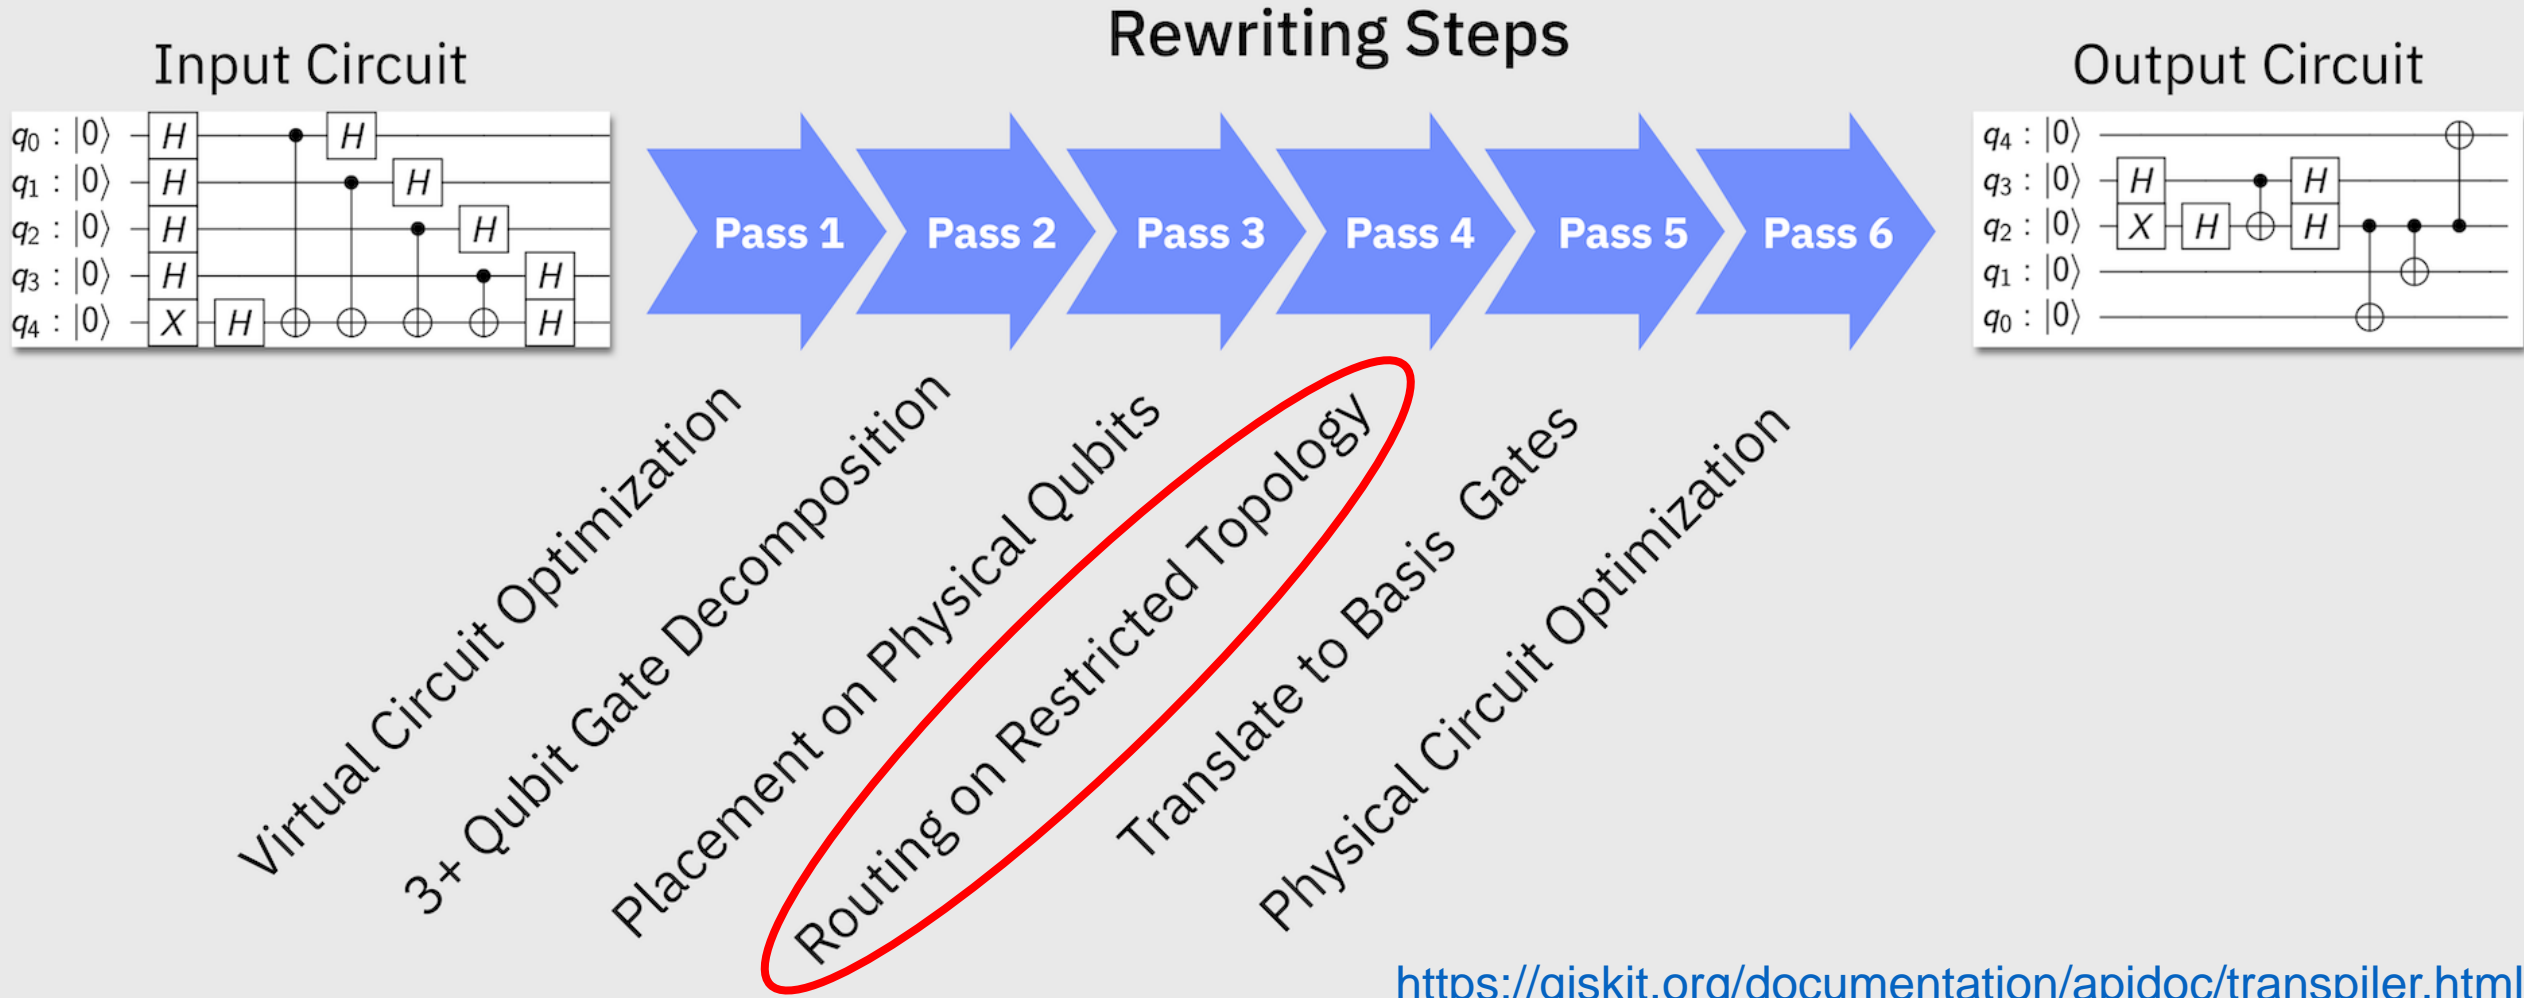 Rewriting Steps
Input Circuit
Output Circuit
q0 : |0⟩ H H
q1 : |0⟩ H H
q2 : |0⟩ H H
q3 : |0⟩ H H
q4 : |0⟩ X H H
Pass 1
Pass 2
Pass 3
Pass 4
Pass 5
Pass 6
q4 : |0⟩
q3 : |0⟩ H H
q2 : |0⟩ X H H
q1 : |0⟩
q0 : |0⟩
Virtual Circuit Optimization
3+ Qubit Gate Decomposition
Placement on Physical Qubits
Routing on Restricted Topology
Translate to Basis Gates
Physical Circuit Optimization
https://qiskit.org/documentation/apidoc/transpiler.html